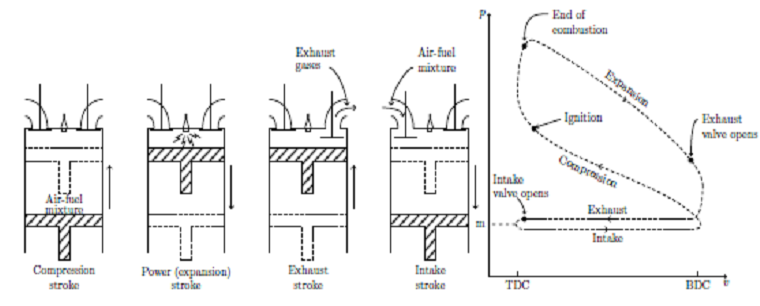 Exhaust
gases
Air-fuel
mixture
Air-fuel
mixture
Compression
stroke
Power (expansion)
stroke
Exhaust
stroke
Intake
stroke
P
End of
combustion
Expansion
Ignition
Exhaust
valve opens
Compression
Intake
valve opens
Exhaust
m
Intake
TDC
BDC
v